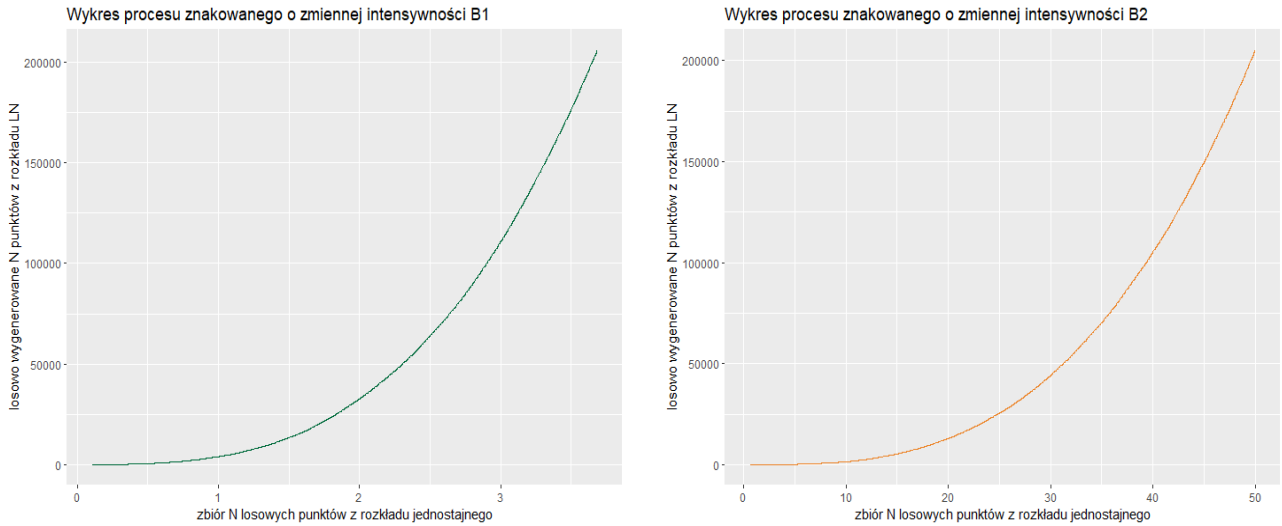 Wykres procesu znakowanego o zmiennej intensywności B1
losowo wygenerowane N punktów z rozkładu LN
200000
150000
100000
50000
0
0 1 2 3
zbiór N losowych punktów z rozkładu jednostajnego
Wykres procesu znakowanego o zmiennej intensywności B2
losowo wygenerowane N punktów z rozkładu LN
200000
150000
100000
50000
0
0 10 20 30 40 50
zbiór N losowych punktów z rozkładu jednostajnego